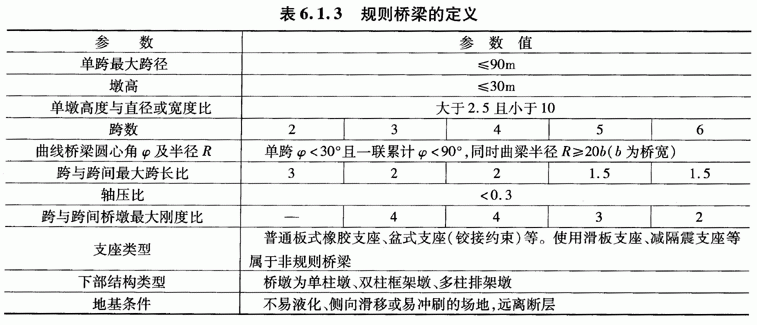 表6.1.3 规则桥梁的定义
参 数 参 数 值
单跨最大跨径 ≤90m
墩高 ≤30m
单墩高度与直径或宽度比 大于2.5且小于10
跨数 2 3 4 5 6
曲线桥梁圆心角φ及半径R 单跨φ<30°且一联累计φ<90°,同时曲梁半径R≥20b(b为桥宽)
跨与跨间最大跨长比 3 2 2 1.5 1.5
轴压比 <0.3
跨与跨间桥墩最大刚度比 — 4 4 3 2
支座类型 普通板式橡胶支座、盆式支座(铰接约束)等。使用滑板支座、减隔震支座等
属于非规则桥梁
下部结构类型 桥墩为单柱墩、双柱框架墩、多柱排架墩
地基条件 不易液化、侧向滑移或易冲刷的场地,远离断层